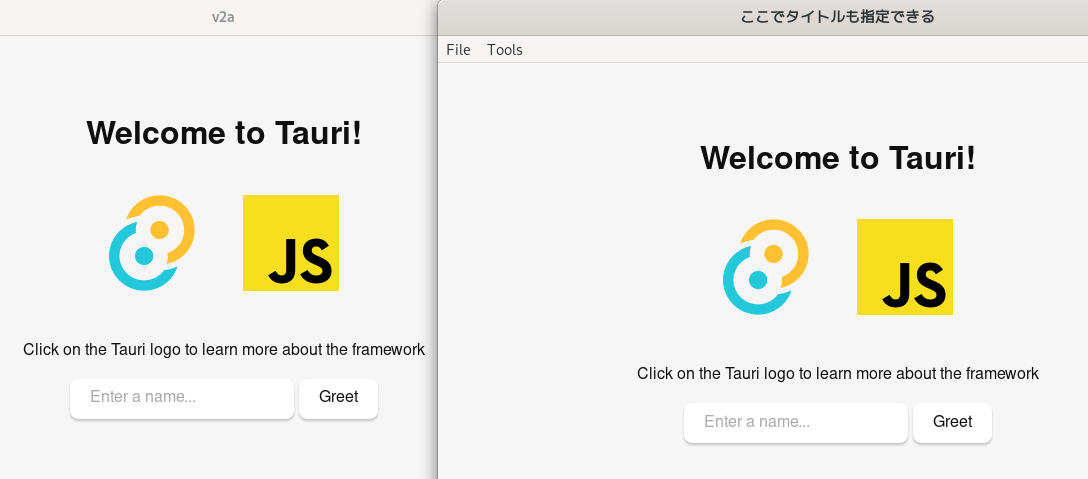 v2a
Welcome to Tauri!
JS
Click on the Tauri logo to learn more about the framework
Enter a name...
Greet
ここでタイトルも指定できる
File Tools
Welcome to Tauri!
JS
Click on the Tauri logo to learn more about the framework
Enter a name...
Greet